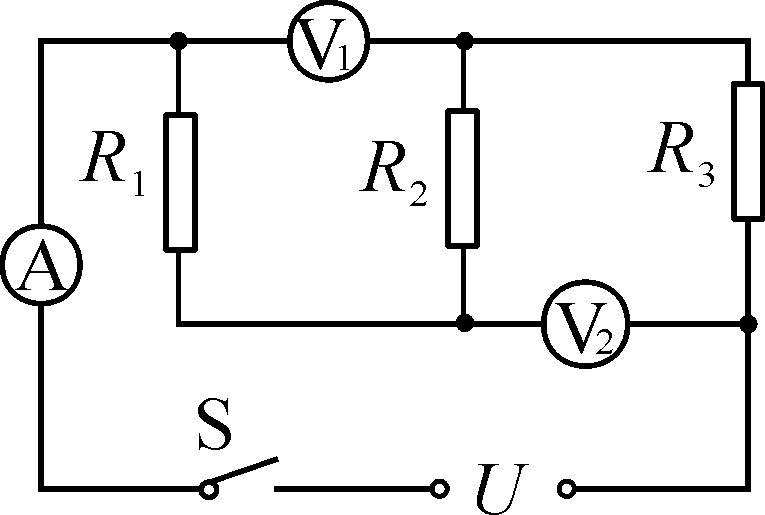 V₁
R₁
R₂
R₃
A
V₂
S
U